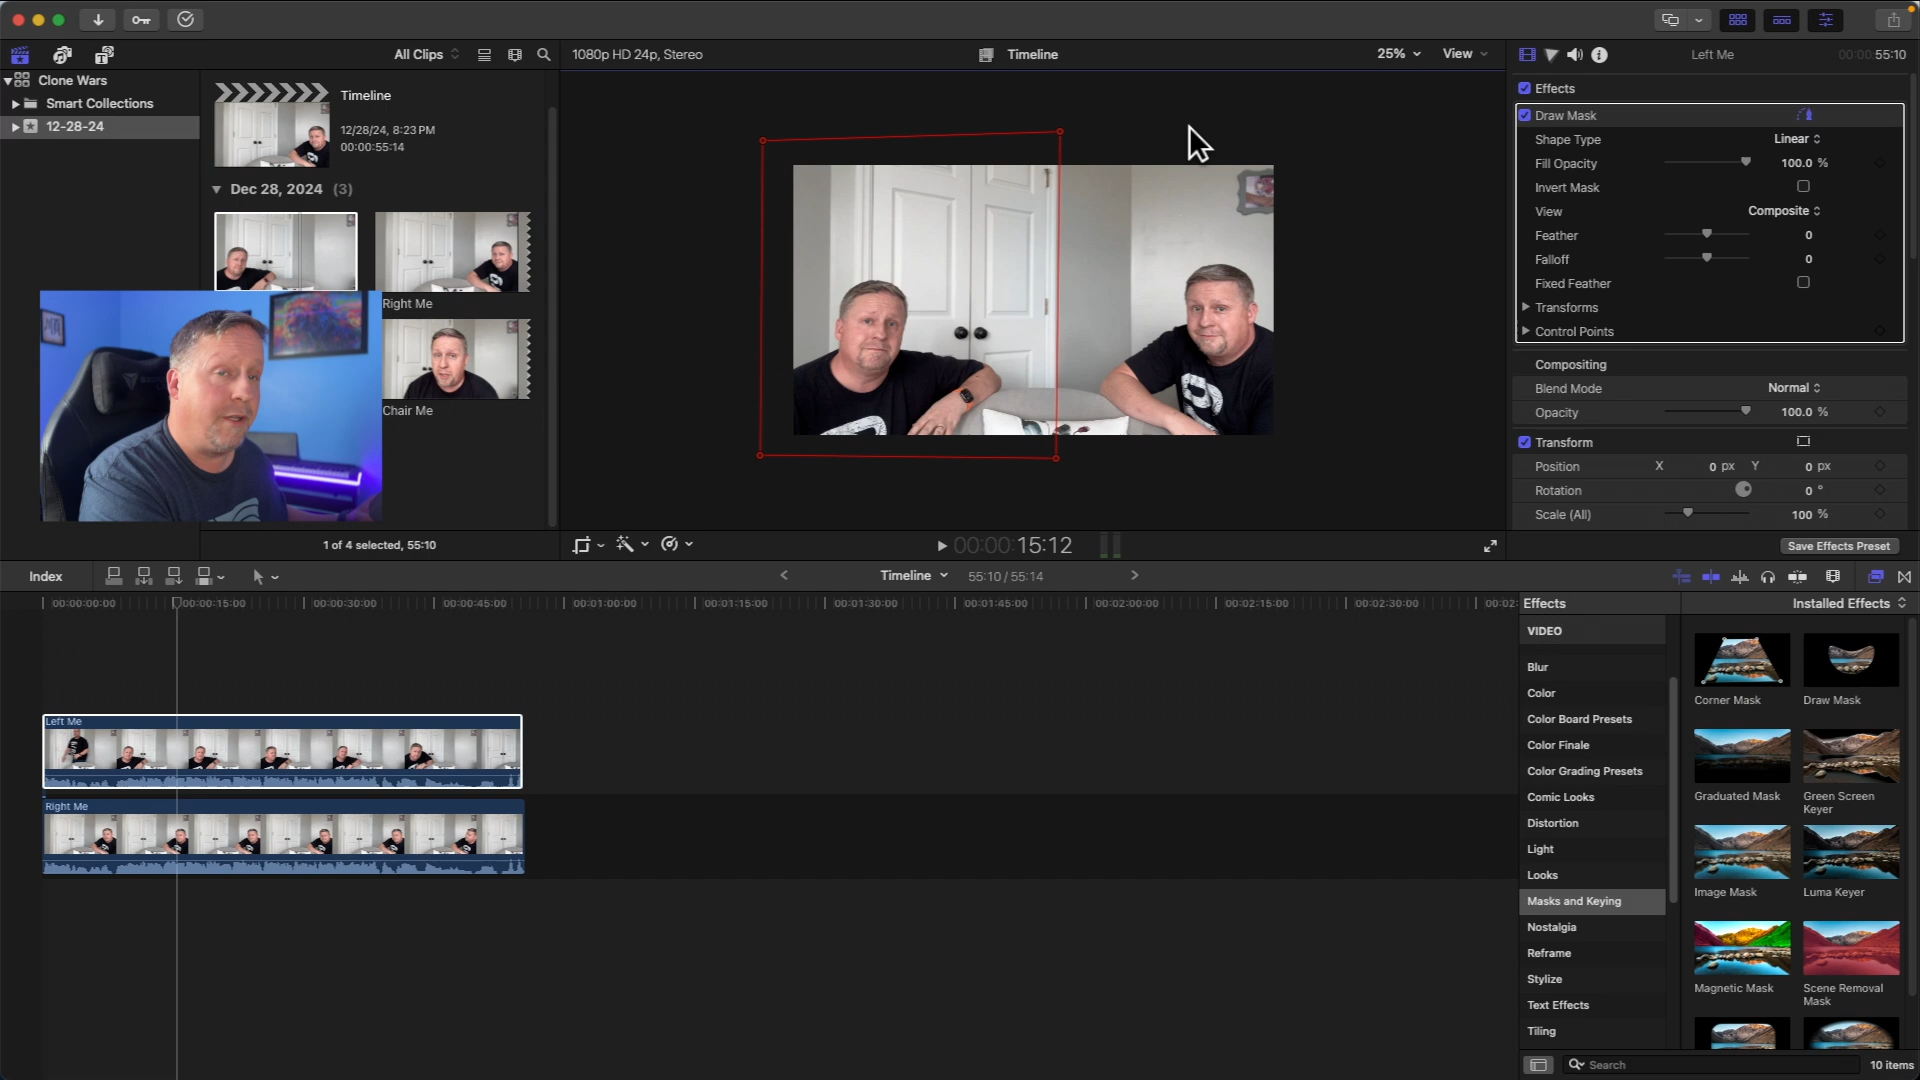 All Clips
1080p HD 24p, Stereo
Timeline
25%
View
Left Me
00:00:55:10
Clone Wars
Smart Collections
12-28-24
Timeline
12/28/24, 8:23 PM
00:00:55:14
Dec 28, 2024 (3)
Right Me
Chair Me
1 of 4 selected, 55:10
00:00:15:12
Effects
Draw Mask
Shape Type Linear
Fill Opacity 100.0 %
Invert Mask
View Composite
Feather 0
Falloff 0
Fixed Feather
Transforms
Control Points
Compositing
Blend Mode Normal
Opacity 100.0 %
Transform
Position X 0 px Y 0 px
Rotation 0 °
Scale (All) 100 %
Save Effects Preset
Index
Timeline
55:10 / 55:14
00:00:00:00 00:00:15:00 00:00:30:00 00:00:45:00 00:01:00:00 00:01:15:00 00:01:30:00 00:01:45:00 00:02:00:00 00:02:15:00 00:02:30:00 00:02:
Left Me
Right Me
Effects
Installed Effects
VIDEO
Blur
Color
Color Board Presets
Color Finale
Color Grading Presets
Comic Looks
Distortion
Light
Looks
Masks and Keying
Nostalgia
Reframe
Stylize
Text Effects
Tiling
Corner Mask
Draw Mask
Graduated Mask
Green Screen
Keyer
Image Mask
Luma Keyer
Magnetic Mask
Scene Removal
Mask
Search
10 items